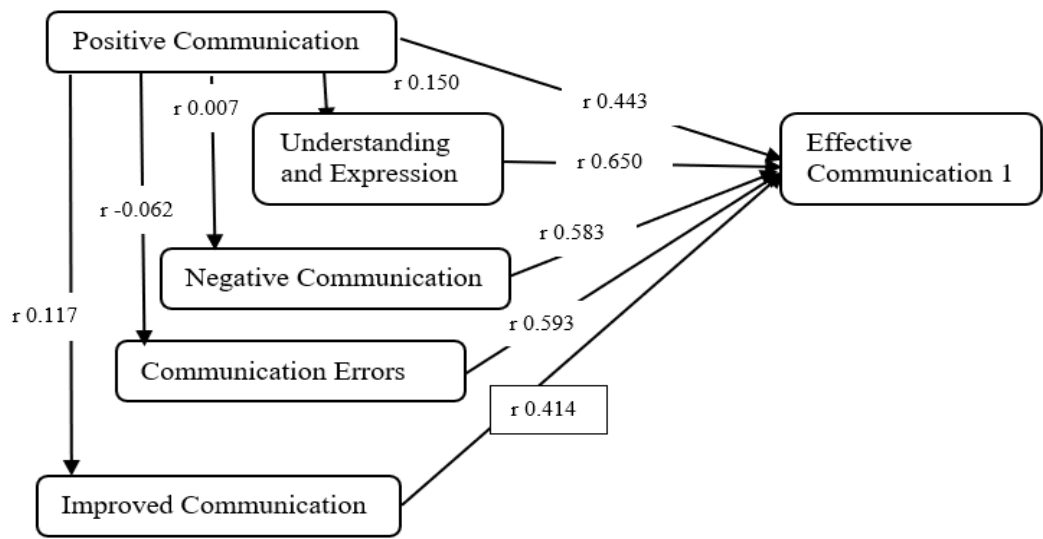 Positive Communication
r 0.150
r 0.443
r 0.007
Understanding
and Expression
r 0.650
Effective
Communication 1
r -0.062
r 0.583
Negative Communication
r 0.117
r 0.593
Communication Errors
r 0.414
Improved Communication